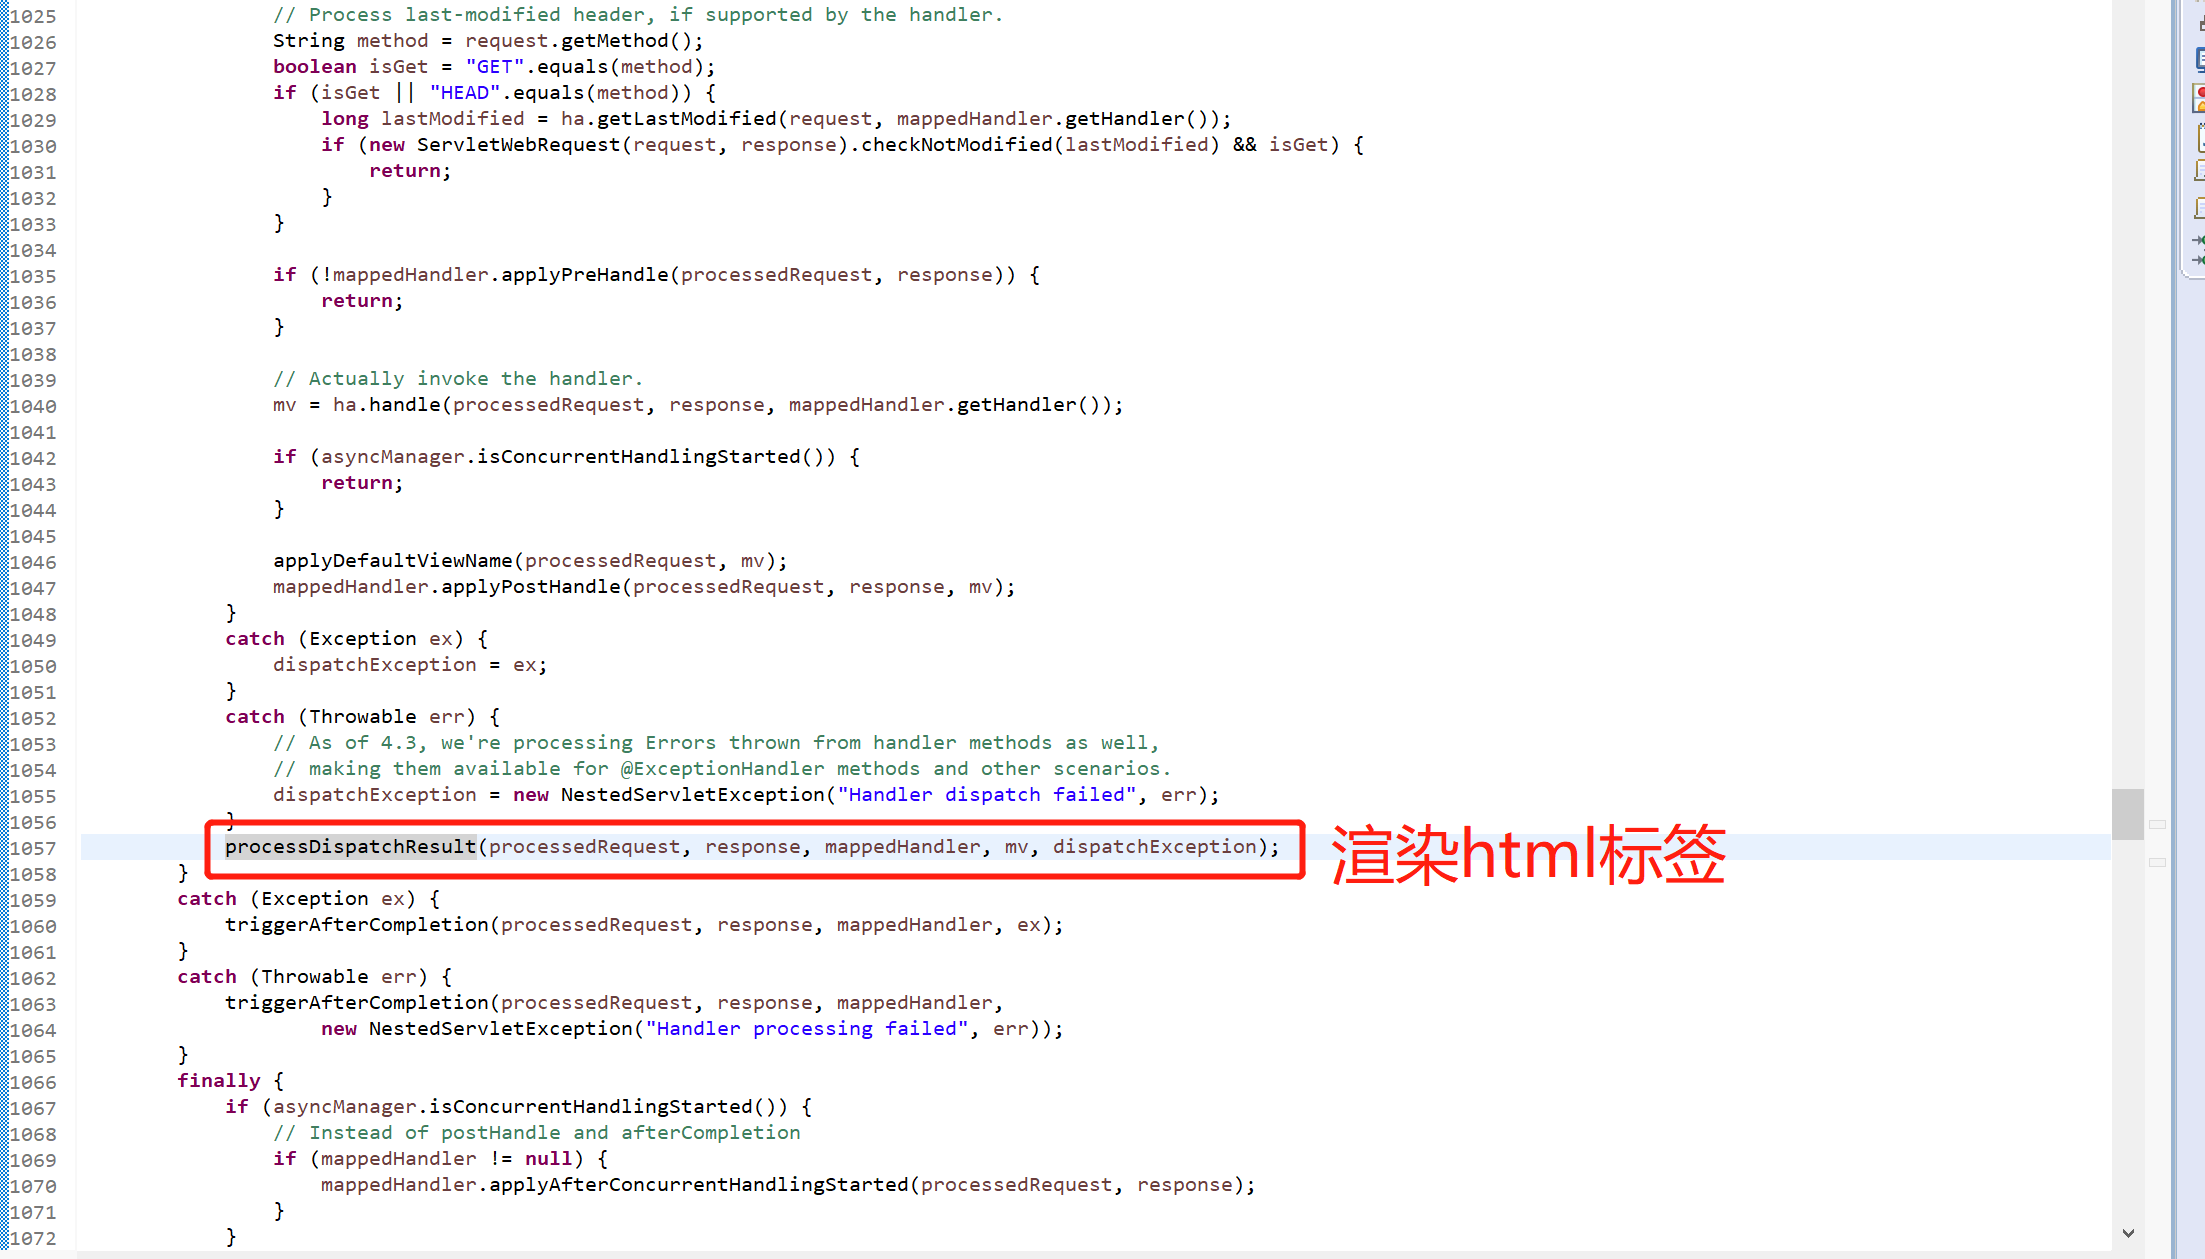 1025 // Process last-modified header, if supported by the handler.
1026 String method = request.getMethod();
1027 boolean isGet = "GET".equals(method);
1028 if (isGet || "HEAD".equals(method)) {
1029 long lastModified = ha.getLastModified(request, mappedHandler.getHandler());
1030 if (new ServletWebRequest(request, response).checkNotModified(lastModified) && isGet) {
1031 return;
1032 }
1033 }
1034
1035 if (!mappedHandler.applyPreHandle(processedRequest, response)) {
1036 return;
1037 }
1038
1039 // Actually invoke the handler.
1040 mv = ha.handle(processedRequest, response, mappedHandler.getHandler());
1041
1042 if (asyncManager.isConcurrentHandlingStarted()) {
1043 return;
1044 }
1045
1046 applyDefaultViewName(processedRequest, mv);
1047 mappedHandler.applyPostHandle(processedRequest, response, mv);
1048 }
1049 catch (Exception ex) {
1050 dispatchException = ex;
1051 }
1052 catch (Throwable err) {
1053 // As of 4.3, we're processing Errors thrown from handler methods as well,
1054 // making them available for @ExceptionHandler methods and other scenarios.
1055 dispatchException = new NestedServletException("Handler dispatch failed", err);
1056 }
1057 processDispatchResult(processedRequest, response, mappedHandler, mv, dispatchException); 渲染html标签
1058 }
1059 catch (Exception ex) {
1060 triggerAfterCompletion(processedRequest, response, mappedHandler, ex);
1061 }
1062 catch (Throwable err) {
1063 triggerAfterCompletion(processedRequest, response, mappedHandler,
1064 new NestedServletException("Handler processing failed", err));
1065 }
1066 finally {
1067 if (asyncManager.isConcurrentHandlingStarted()) {
1068 // Instead of postHandle and afterCompletion
1069 if (mappedHandler != null) {
1070 mappedHandler.applyAfterConcurrentHandlingStarted(processedRequest, response);
1071 }
1072 }